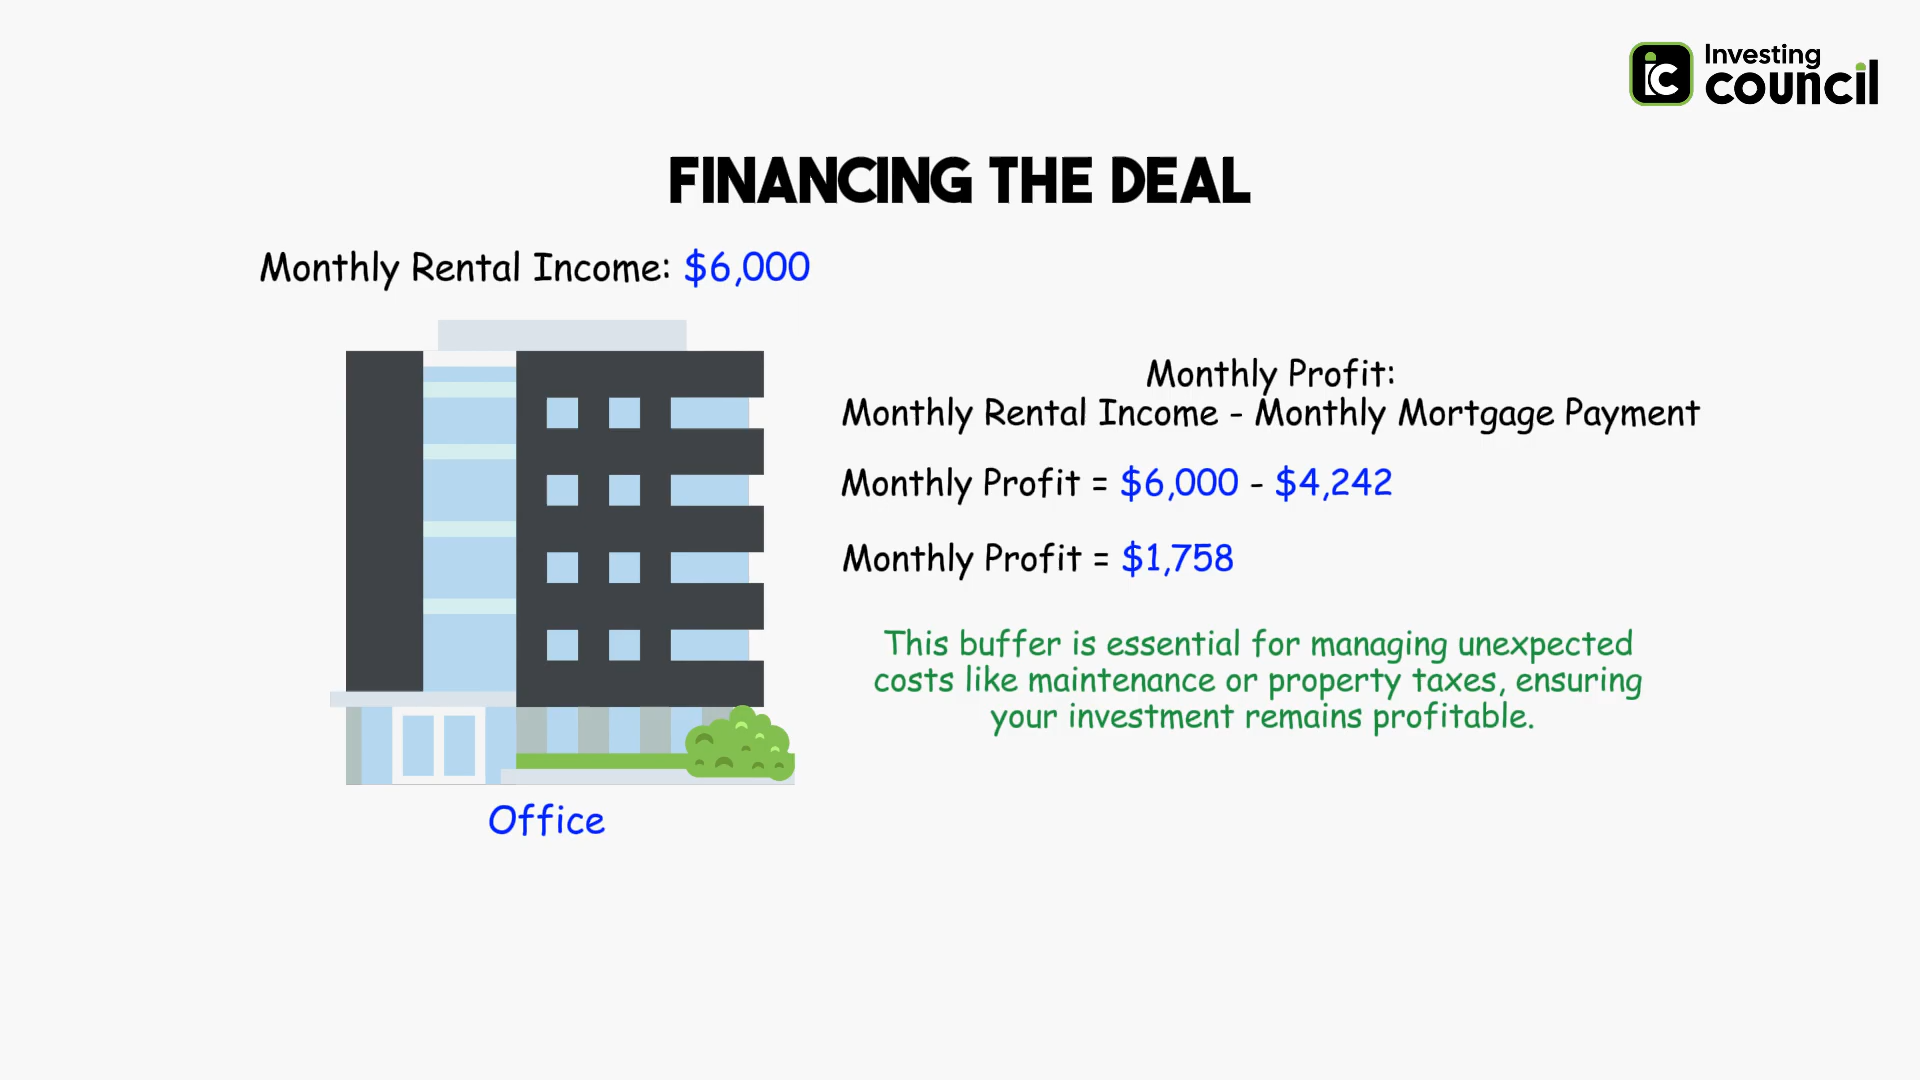 Investing
council
FINANCING THE DEAL
Monthly Rental Income: $6,000
Monthly Profit:
Monthly Rental Income - Monthly Mortgage Payment
Monthly Profit = $6,000 - $4,242
Monthly Profit = $1,758
This buffer is essential for managing unexpected
costs like maintenance or property taxes, ensuring
your investment remains profitable.
Office